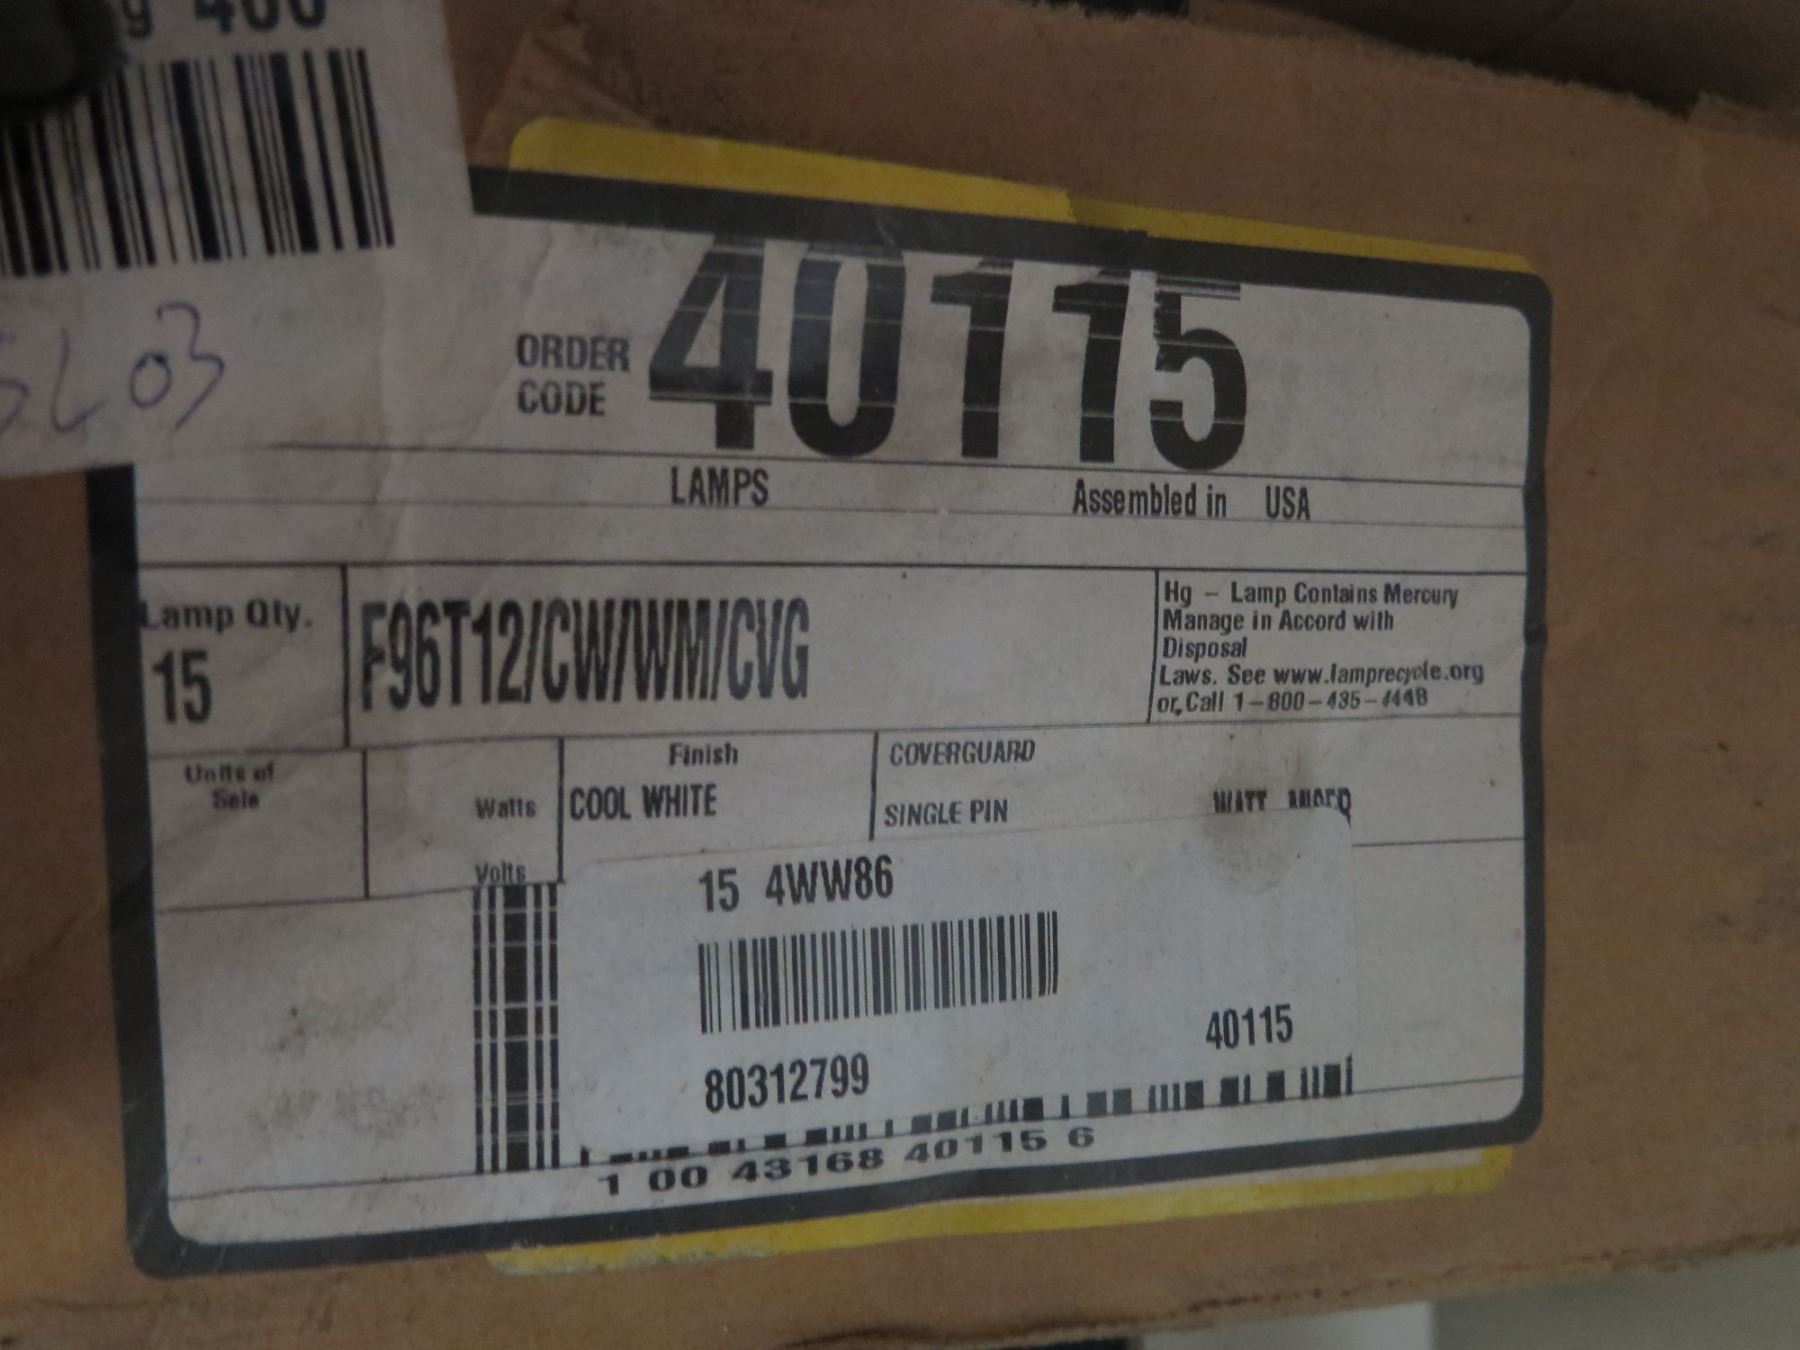 5L03
ORDER CODE 40115
LAMPS Assembled in USA
Lamp Qty.
15
F96T12/CW/WM/CVG
Hg - Lamp Contains Mercury
Manage in Accord with
Disposal
Laws. See www.lamprecycle.org
or, Call 1-800-435-4448
Units of
Sale
Watts
Volts
Finish
COOL WHITE
COVERGUARD
SINGLE PIN
WATT
15 4WW86
80312799
40115
1 00 43168 40115 6